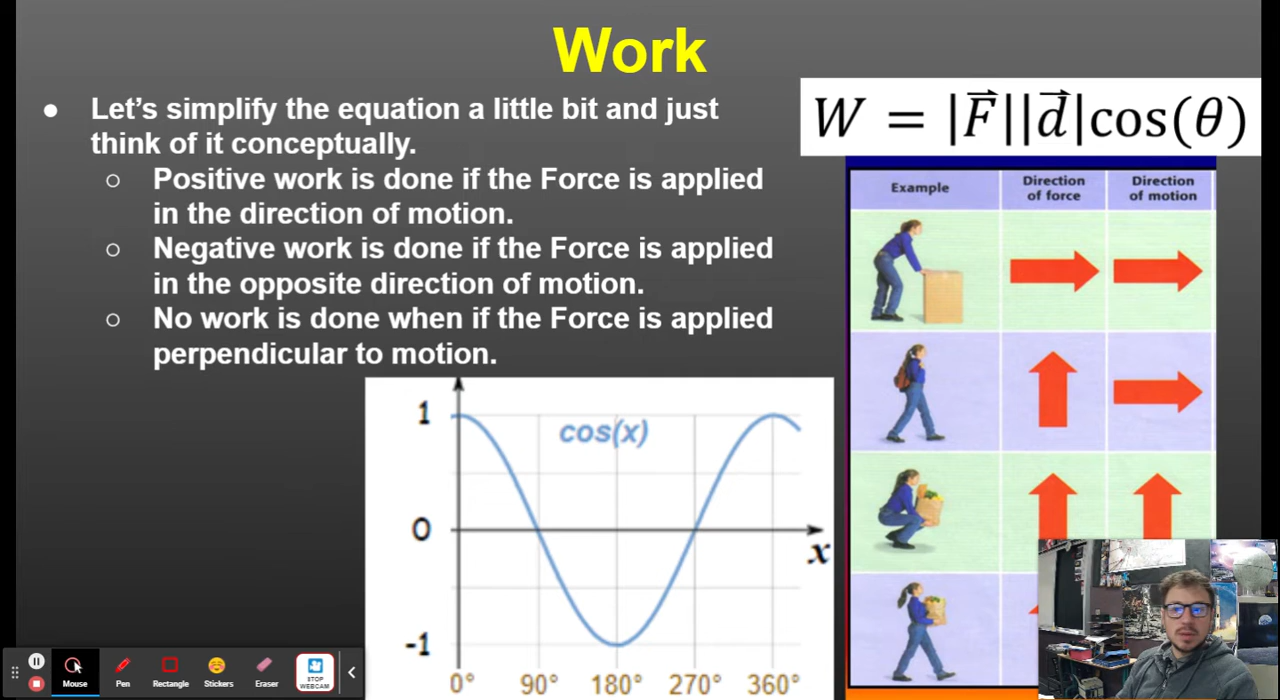 Work
● Let’s simplify the equation a little bit and just
think of it conceptually.
○ Positive work is done if the Force is applied
in the direction of motion.
○ Negative work is done if the Force is applied
in the opposite direction of motion.
○ No work is done when if the Force is applied
perpendicular to motion.
W = |F⃗||d⃗|cos(θ)
Example Direction of force Direction of motion
cos(x)
1
0
-1
x
0° 90° 180° 270° 360°
Mouse Pen Rectangle Stickers Eraser STOP WEBCAM